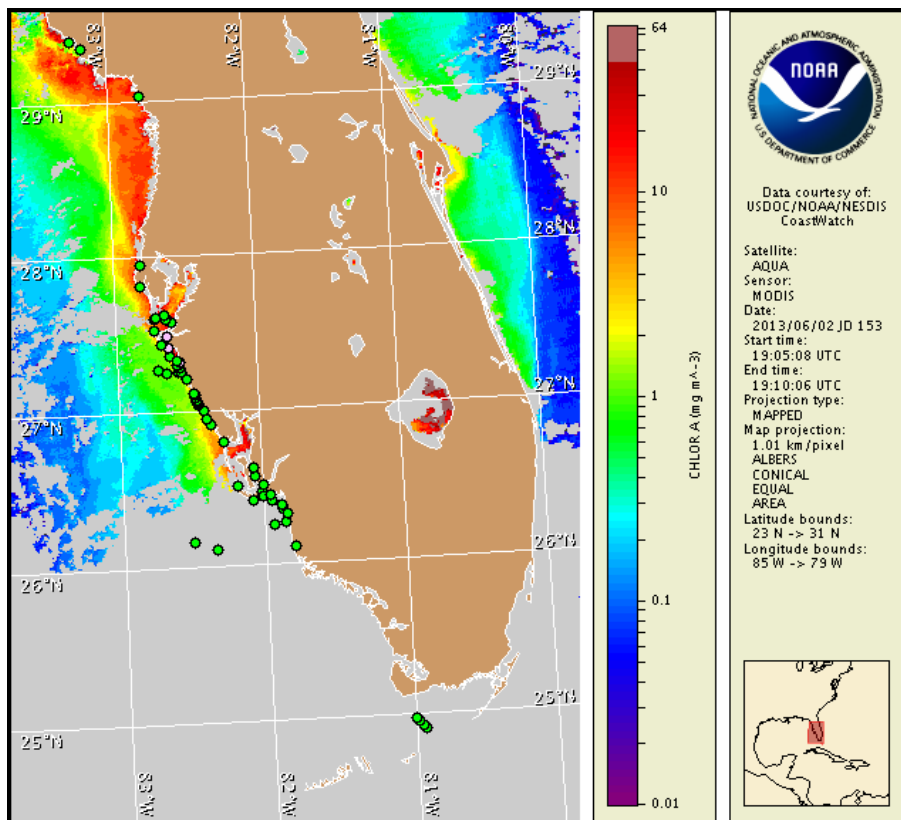 83°W
82°W
81°W
80°W
29°N
29°N
28°N
28°N
27°N
27°N
26°N
26°N
25°N
25°N
83°W
82°W
81°W
64
10
1
0.1
0.01
CHLOR A (mg m^-3)
NATIONAL OCEANIC AND ATMOSPHERIC ADMINISTRATION
NOAA
U.S. DEPARTMENT OF COMMERCE
Data courtesy of:
USDOC/NOAA/NESDIS
CoastWatch
Satellite:
AQUA
Sensor:
MODIS
Date:
2013/06/02 JD 153
Start time:
19:05:08 UTC
End time:
19:10:06 UTC
Projection type:
MAPPED
Map projection:
1.01 km/pixel
ALBERS
CONICAL
EQUAL
AREA
Latitude bounds:
23 N -> 31 N
Longitude bounds:
85 W -> 79 W